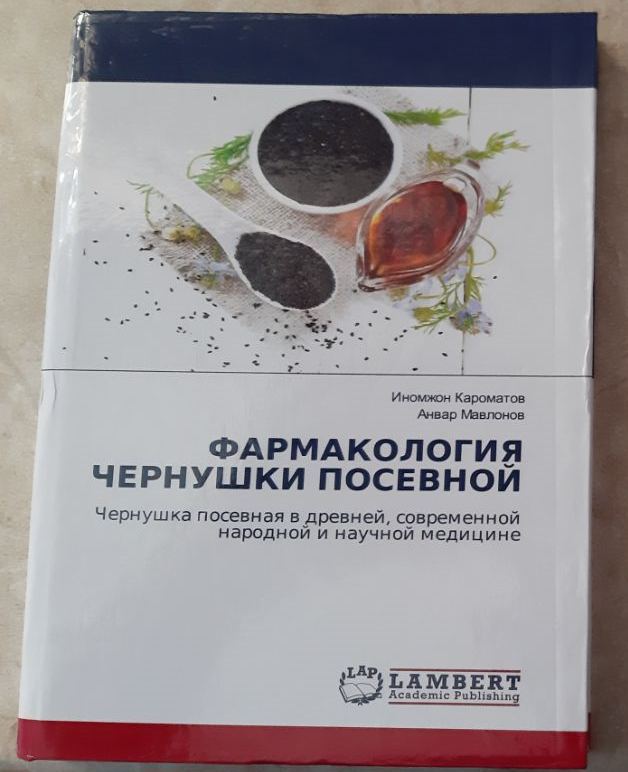 Иномжон Кароматов
Анвар Мавлонов
ФАРМАКОЛОГИЯ
ЧЕРНУШКИ ПОСЕВНОЙ
Чернушка посевная в древней, современной
народной и научной медицине
LAP
LAMBERT
Academic Publishing